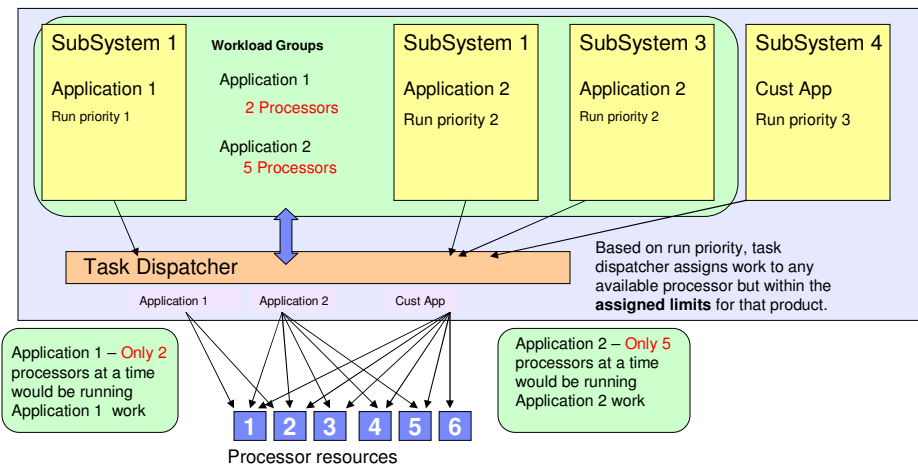 SubSystem 1
Application 1
Run priority 1
Workload Groups
Application 1
2 Processors
Application 2
5 Processors
SubSystem 1
Application 2
Run priority 2
SubSystem 3
Application 2
Run priority 2
SubSystem 4
Cust App
Run priority 3
Task Dispatcher
Based on run priority, task
dispatcher assigns work to any
available processor but within the
assigned limits for that product.
Application 1
Application 2
Cust App
Application 1 – Only 2
processors at a time
would be running
Application 1 work
Application 2 – Only 5
processors at a time
would be running
Application 2 work
1 2 3 4 5 6
Processor resources